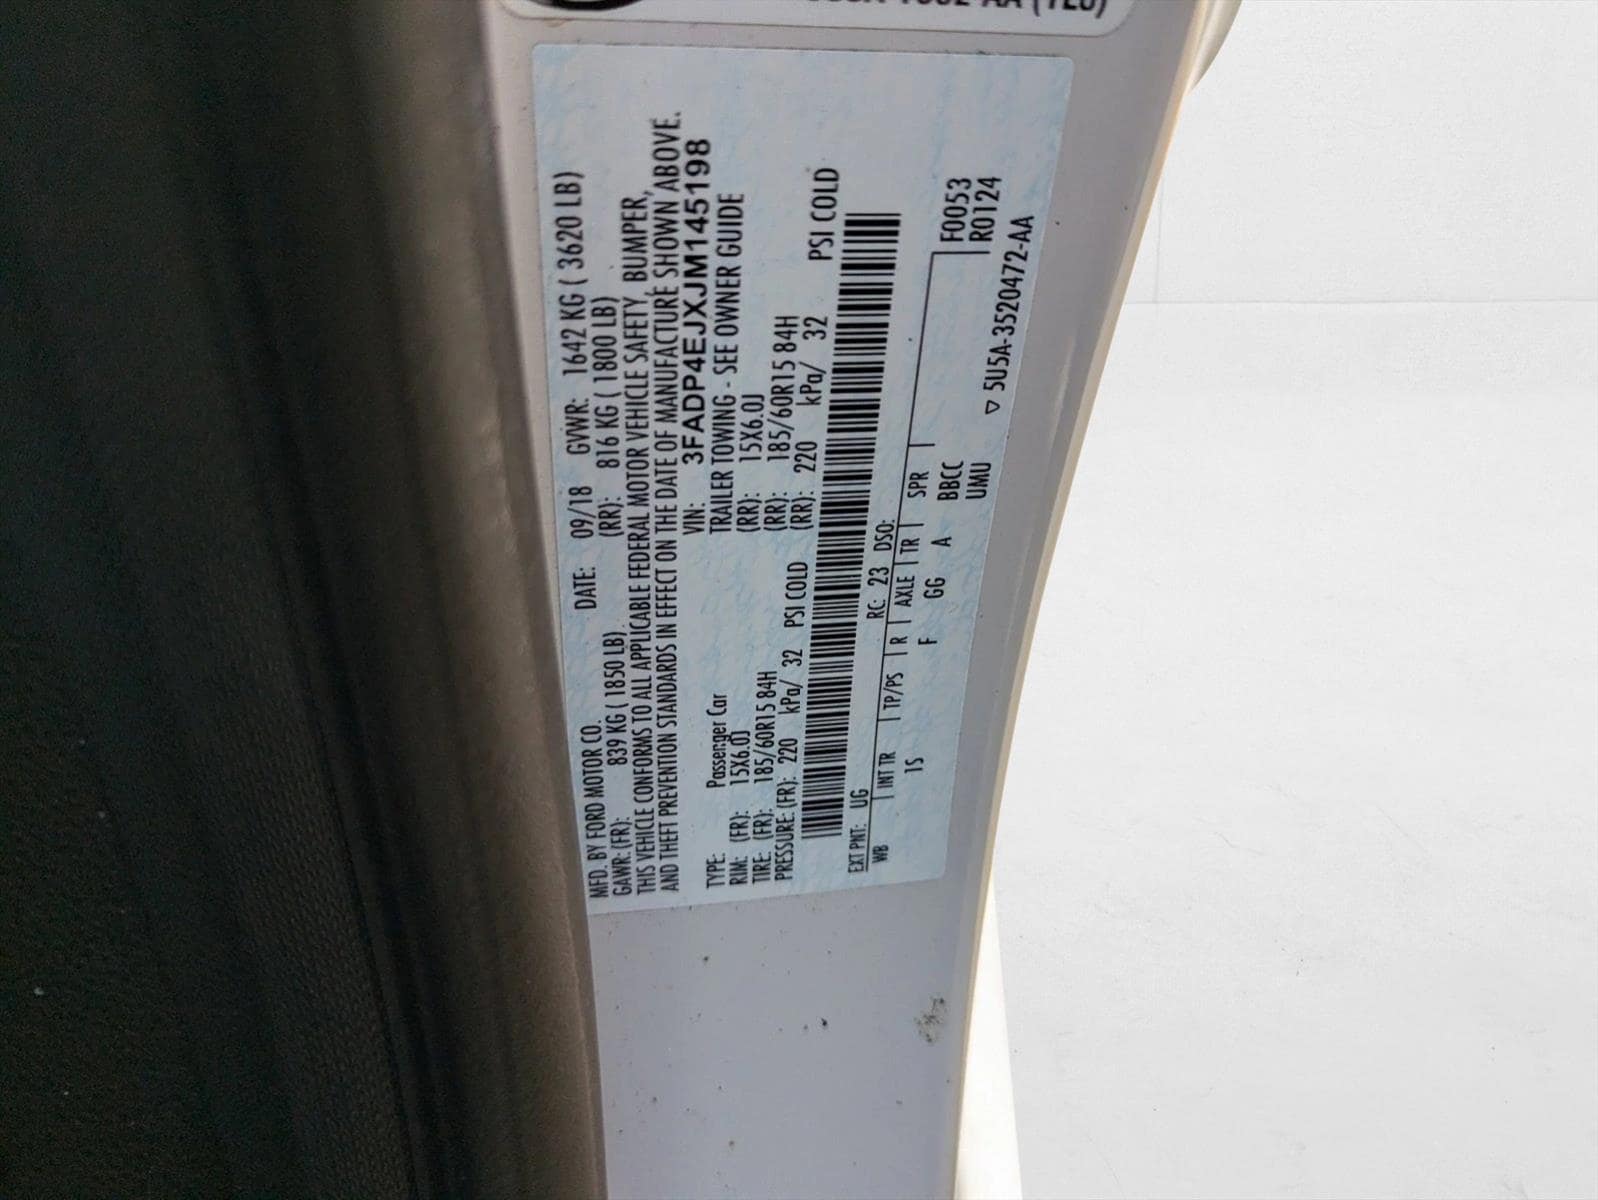 MFD. BY FORD MOTOR CO. DATE: 09/18 GVWR: 1642 KG ( 3620 LB)
GAWR: (FR): 839 KG ( 1850 LB) (RR): 816 KG ( 1800 LB)
THIS VEHICLE CONFORMS TO ALL APPLICABLE FEDERAL MOTOR VEHICLE SAFETY, BUMPER,
AND THEFT PREVENTION STANDARDS IN EFFECT ON THE DATE OF MANUFACTURE SHOWN ABOVE.
VIN: 3FADP4EJXJM145198
TYPE: Passenger Car TRAILER TOWING - SEE OWNER GUIDE
RIM: (FR): 15X6.0J (RR): 15X6.0J
TIRE: (FR): 185/60R15 84H (RR): 185/60R15 84H
PRESSURE: (FR): 220 kPa/ 32 PSI COLD (RR): 220 kPa/ 32 PSI COLD
EXT PNT: UG RC: 23 DSO:
WB INT TR TP/PS R AXLE TR SPR
IS F GG A BBCC
UMU
F0053
R0124
▽ 5U5A-3520472-AA